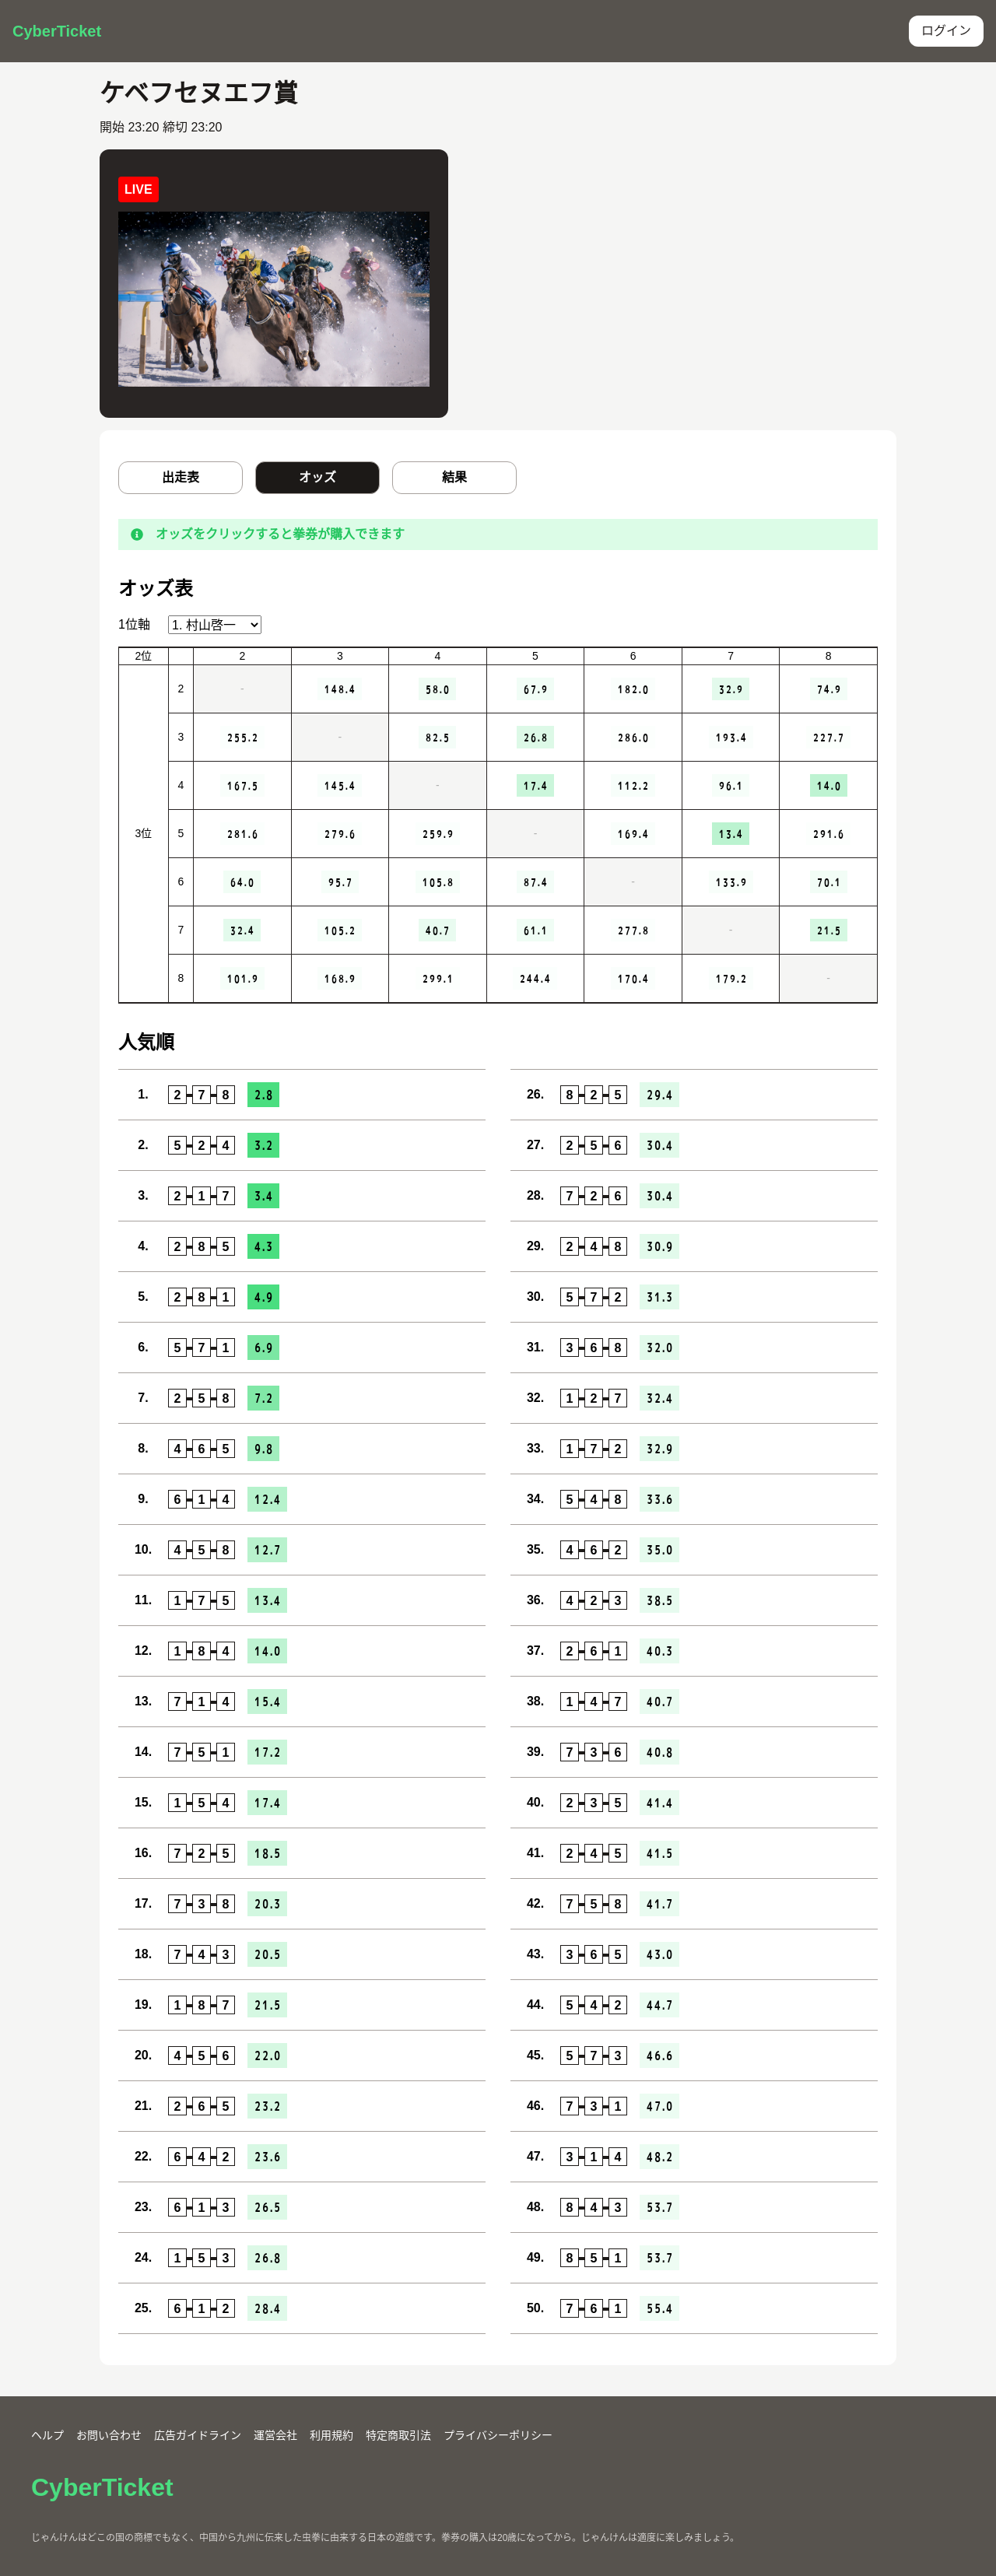 CyberTicket
ログイン
ケベフセヌエフ賞
開始 23:20 締切 23:20
LIVE
出走表 オッズ 結果
オッズをクリックすると拳券が購入できます
オッズ表
1位軸 1. 村山啓一
2位 2 3 4 5 6 7 8
2 - 148.4 58.0 67.9 182.0 32.9 74.9
3 255.2 - 82.5 26.8 286.0 193.4 227.7
4 167.5 145.4 - 17.4 112.2 96.1 14.0
3位 5 281.6 279.6 259.9 - 169.4 13.4 291.6
6 64.0 95.7 105.8 87.4 - 133.9 70.1
7 32.4 105.2 40.7 61.1 277.8 - 21.5
8 101.9 168.9 299.1 244.4 170.4 179.2 -
人気順
1. 2-7-8 2.8
2. 5-2-4 3.2
3. 2-1-7 3.4
4. 2-8-5 4.3
5. 2-8-1 4.9
6. 5-7-1 6.9
7. 2-5-8 7.2
8. 4-6-5 9.8
9. 6-1-4 12.4
10. 4-5-8 12.7
11. 1-7-5 13.4
12. 1-8-4 14.0
13. 7-1-4 15.4
14. 7-5-1 17.2
15. 1-5-4 17.4
16. 7-2-5 18.5
17. 7-3-8 20.3
18. 7-4-3 20.5
19. 1-8-7 21.5
20. 4-5-6 22.0
21. 2-6-5 23.2
22. 6-4-2 23.6
23. 6-1-3 26.5
24. 1-5-3 26.8
25. 6-1-2 28.4
26. 8-2-5 29.4
27. 2-5-6 30.4
28. 7-2-6 30.4
29. 2-4-8 30.9
30. 5-7-2 31.3
31. 3-6-8 32.0
32. 1-2-7 32.4
33. 1-7-2 32.9
34. 5-4-8 33.6
35. 4-6-2 35.0
36. 4-2-3 38.5
37. 2-6-1 40.3
38. 1-4-7 40.7
39. 7-3-6 40.8
40. 2-3-5 41.4
41. 2-4-5 41.5
42. 7-5-8 41.7
43. 3-6-5 43.0
44. 5-4-2 44.7
45. 5-7-3 46.6
46. 7-3-1 47.0
47. 3-1-4 48.2
48. 8-4-3 53.7
49. 8-5-1 53.7
50. 7-6-1 55.4
ヘルプ お問い合わせ 広告ガイドライン 運営会社 利用規約 特定商取引法 プライバシーポリシー
CyberTicket
じゃんけんはどこの国の商標でもなく、中国から九州に伝来した虫拳に由来する日本の遊戯です。拳券の購入は20歳になってから。じゃんけんは適度に楽しみましょう。